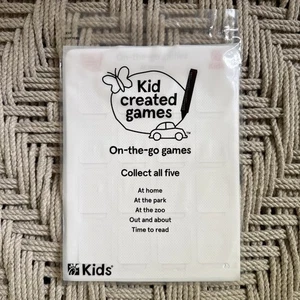 Kid
created
games
On-the-go games
Collect all five
At home
At the park
At the zoo
Out and about
Time to read
Kids